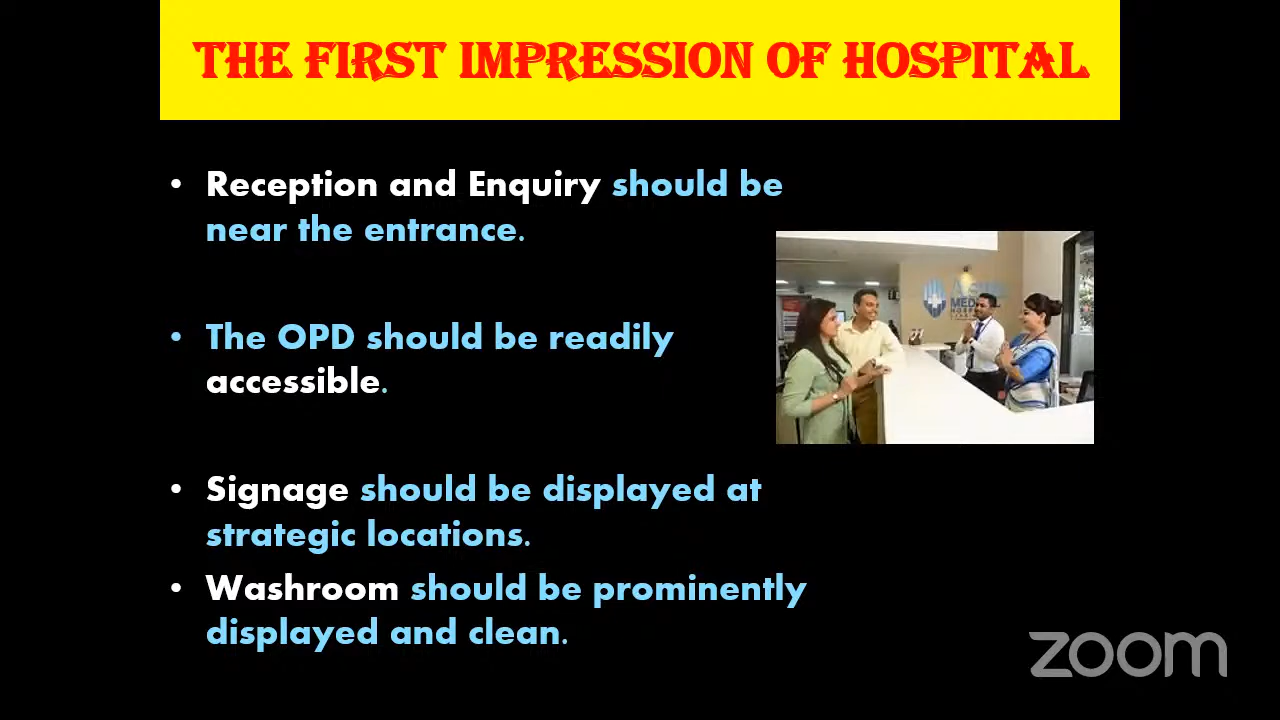 THE FIRST IMPRESSION OF HOSPITAL
• Reception and Enquiry should be
near the entrance.
• The OPD should be readily
accessible.
• Signage should be displayed at
strategic locations.
• Washroom should be prominently
displayed and clean.
zoom